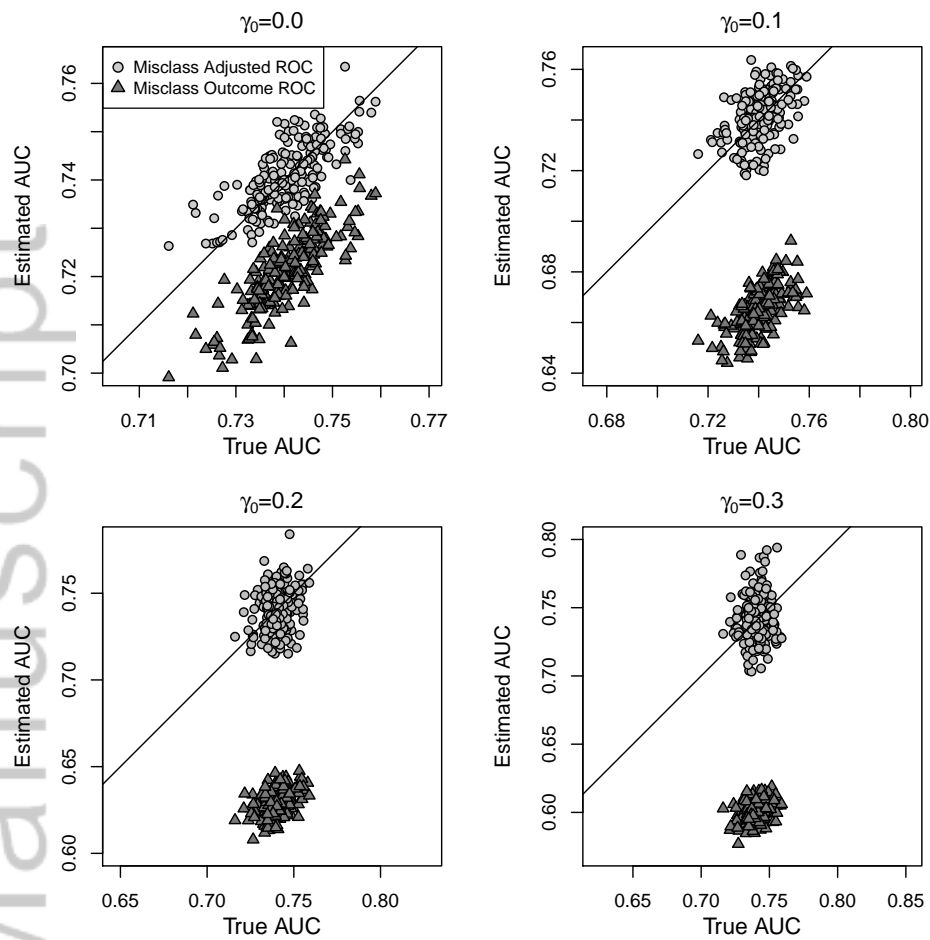 γ0=0.0
Misclass Adjusted ROC
Misclass Outcome ROC
Estimated AUC
0.76
0.74
0.72
0.70
0.71 0.73 0.75 0.77
True AUC
γ0=0.1
Estimated AUC
0.76
0.72
0.68
0.64
0.68 0.72 0.76 0.80
True AUC
γ0=0.2
Estimated AUC
0.75
0.70
0.65
0.60
0.65 0.70 0.75 0.80
True AUC
γ0=0.3
Estimated AUC
0.80
0.75
0.70
0.65
0.60
0.65 0.70 0.75 0.80 0.85
True AUC
anuscript